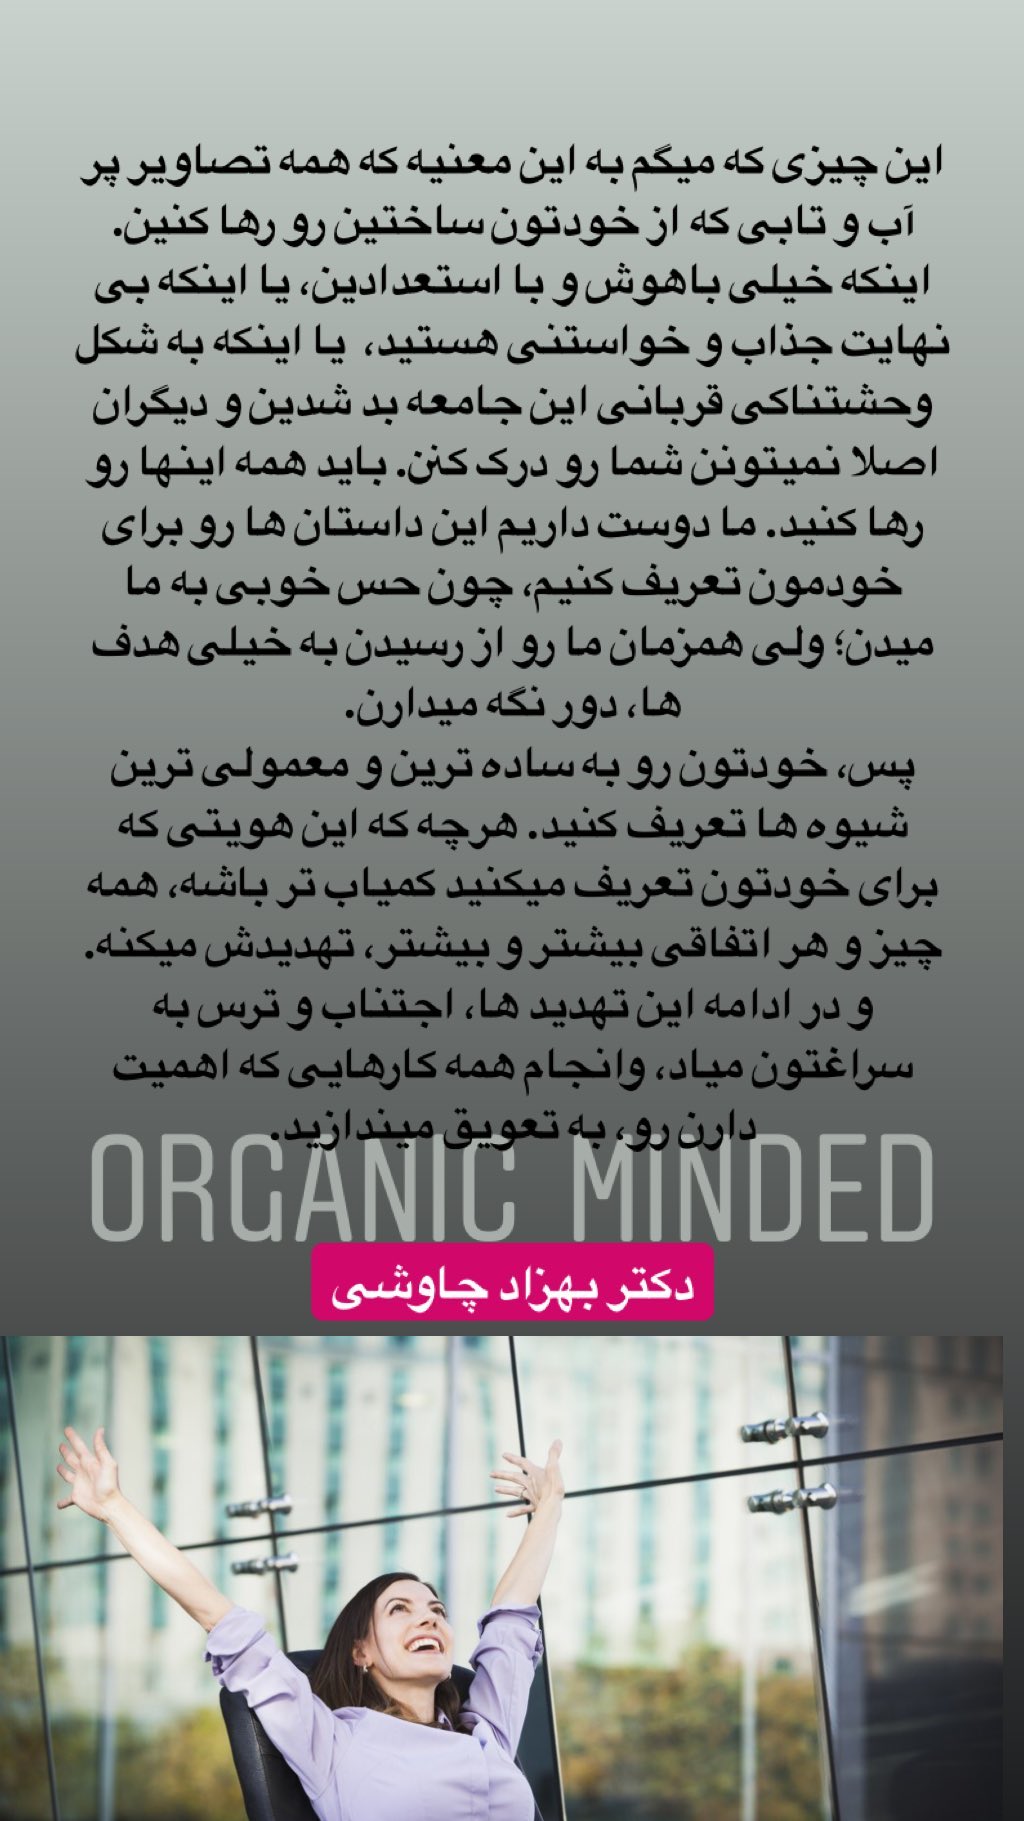 این چیزی که میگم به این معنیه که همه تصاویر پر
آب و تابی که از خودتون ساختین رو رها کنین.
اینکه خیلی باهوش و با استعدادین، یا اینکه بی
نهایت جذاب و خواستنی هستید، یا اینکه به شکل
وحشتناکی قربانی این جامعه بد شدین و دیگران
اصلا نمیتونن شما رو درک کنن. باید همه اینها رو
رها کنید. ما دوست داریم این داستان ها رو برای
خودمون تعریف کنیم، چون حس خوبی به ما
میدن؛ ولی همزمان ما رو از رسیدن به خیلی هدف
ها، دور نگه میدارن.
پس، خودتون رو به ساده ترین و معمولی ترین
شیوه ها تعریف کنید. هرچه که این هویتی که
برای خودتون تعریف میکنید کمیاب تر باشه، همه
چیز و هر اتفاقی بیشتر و بیشتر، تهدیدش میکنه.
و در ادامه این تهدید ها، اجتناب و ترس به
سراغتون میاد، وانجام همه کارهایی که اهمیت
دارن رو، به تعویق میندازید.
ORGANIC MINDED
دکتر بهزاد چاوشی